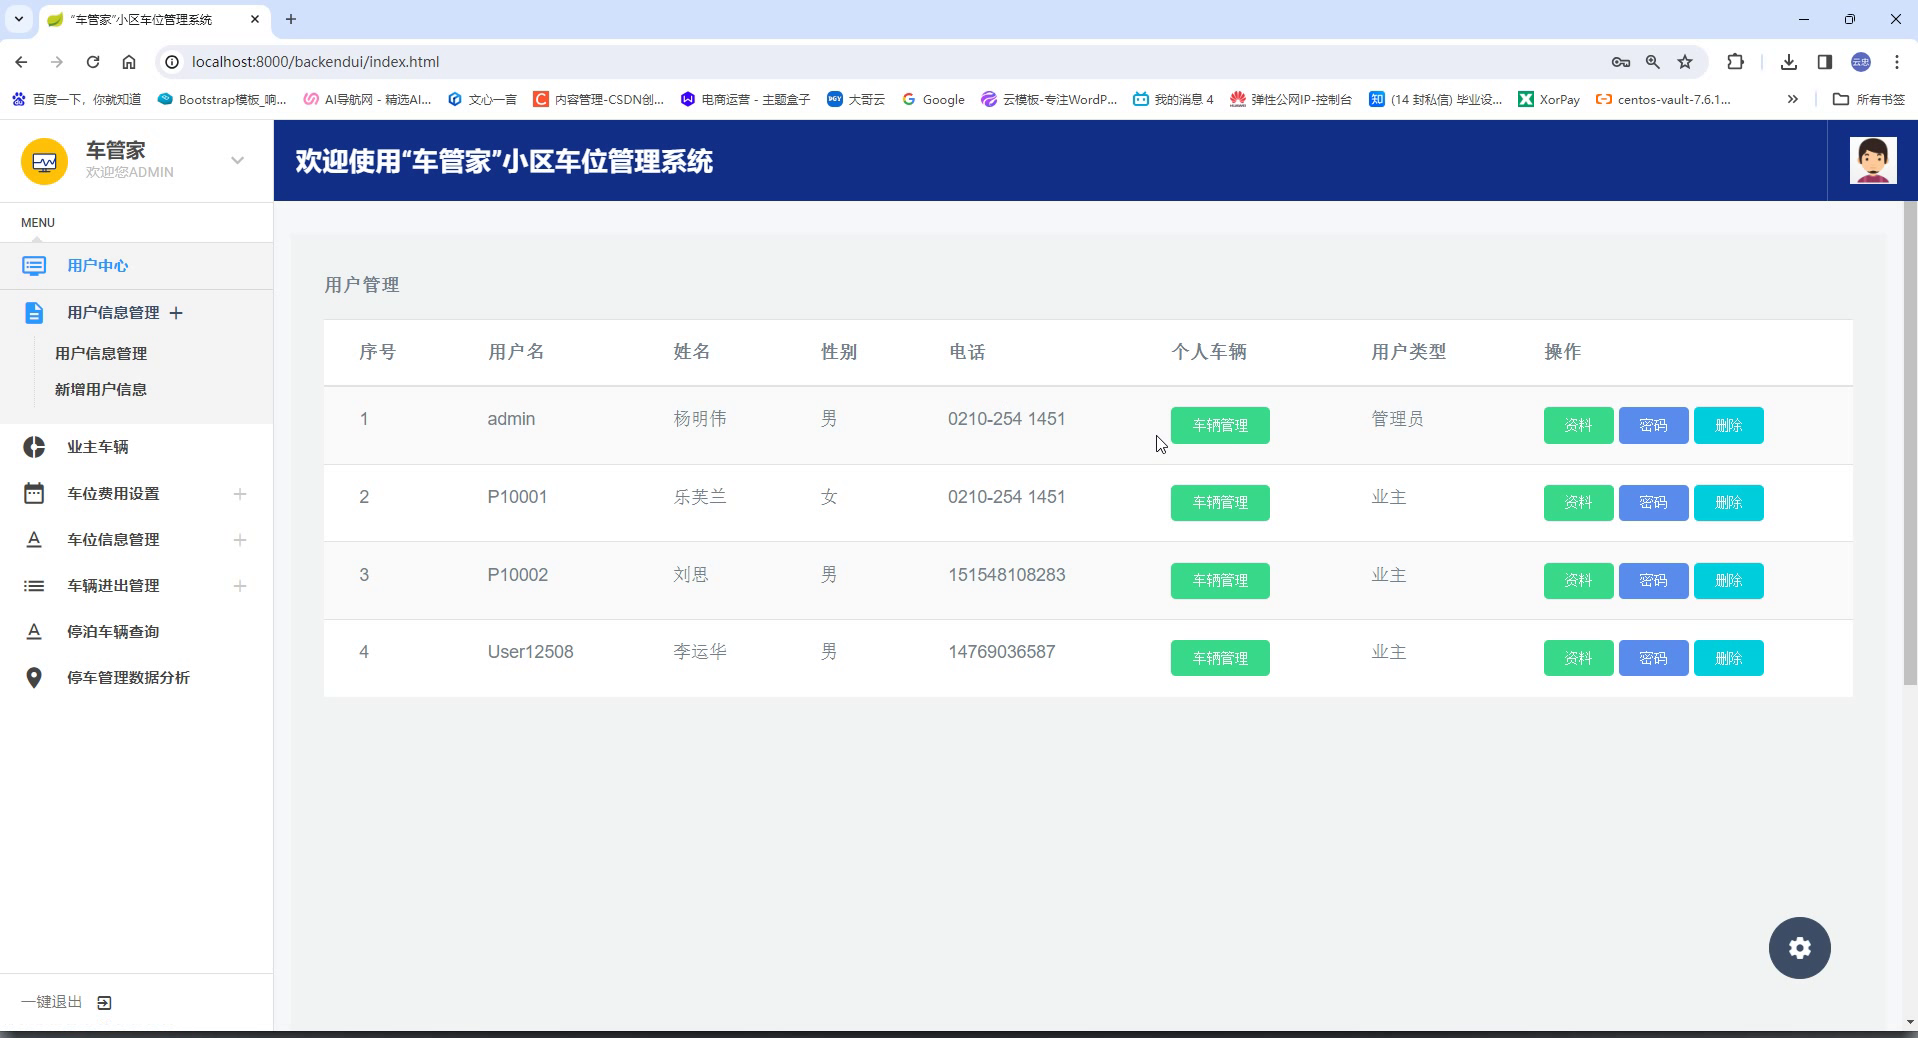 "车管家"小区车位管理系统
localhost:8000/backendui/index.html
百度一下，你就知道 Bootstrap模板_响... AI导航网 - 精选AI... 文心一言 内容管理-CSDN创... 电商运营 - 主题盒子 大哥云 Google 云模板-专注WordP... 我的消息 4 弹性公网IP-控制台 (14 封私信) 毕业设... XorPay centos-vault-7.6.1... 所有书签
车管家
欢迎您ADMIN
欢迎使用“车管家”小区车位管理系统
MENU
用户中心
用户信息管理
用户信息管理
新增用户信息
业主车辆
车位费用设置
车位信息管理
车辆进出管理
停泊车辆查询
停车管理数据分析
一键退出
用户管理
序号 用户名 姓名 性别 电话 个人车辆 用户类型 操作
1 admin 杨明伟 男 0210-254 1451 车辆管理 管理员 资料 密码 删除
2 P10001 乐芙兰 女 0210-254 1451 车辆管理 业主 资料 密码 删除
3 P10002 刘思 男 151548108283 车辆管理 业主 资料 密码 删除
4 User12508 李运华 男 14769036587 车辆管理 业主 资料 密码 删除